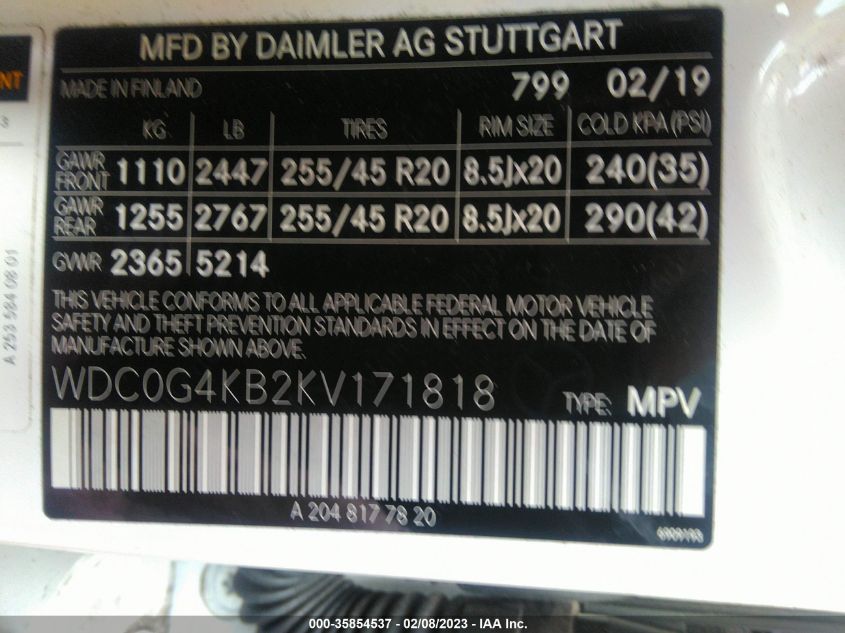 MFD BY DAIMLER AG STUTTGART
MADE IN FINLAND 799 02/19
KG LB TIRES RIM SIZE COLD KPA (PSI)
GAWR FRONT 1110 2447 255/45 R20 8.5Jx20 240(35)
GAWR REAR 1255 2767 255/45 R20 8.5Jx20 290(42)
GVWR 2365 5214
THIS VEHICLE CONFORMS TO ALL APPLICABLE FEDERAL MOTOR VEHICLE
SAFETY AND THEFT PREVENTION STANDARDS IN EFFECT ON THE DATE OF
MANUFACTURE SHOWN ABOVE.
WDC0G4KB2KV171818 TYPE: MPV
A 204 817 78 20
A 253 584 08 01
NT
000-35854537 - 02/08/2023 - IAA Inc.